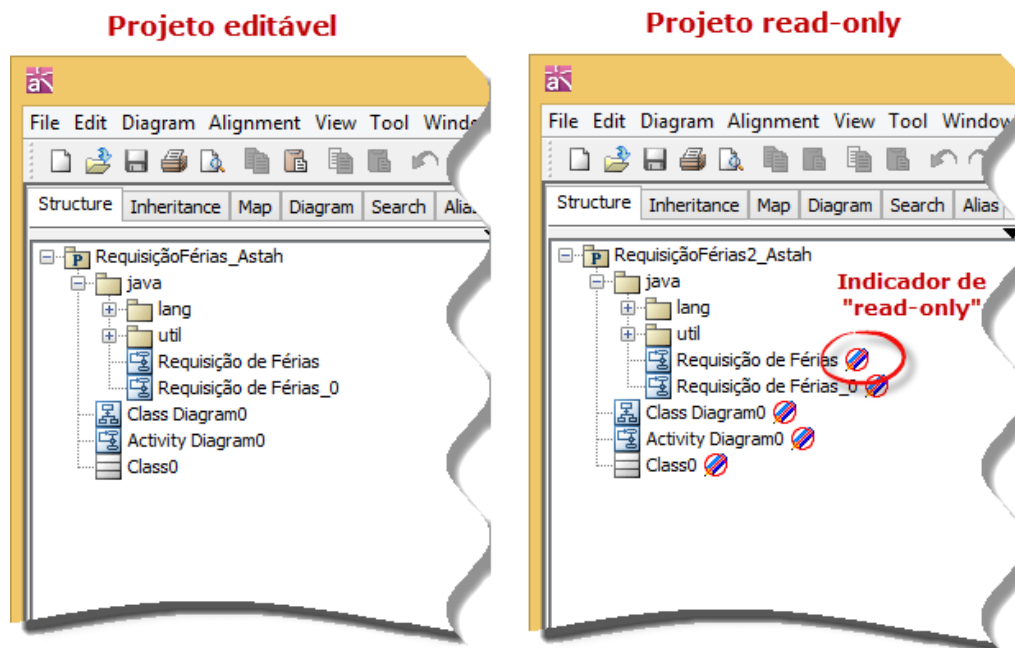 Projeto editável
File Edit Diagram Alignment View Tool Windo
Structure Inheritance Map Diagram Search Alias
RequisiçãoFérias_Astah
java
lang
util
Requisição de Férias
Requisição de Férias_0
Class Diagram0
Activity Diagram0
Class0
Projeto read-only
File Edit Diagram Alignment View Tool Window
Structure Inheritance Map Diagram Search Alias
RequisiçãoFérias2_Astah
java
lang
util
Requisição de Férias
Requisição de Férias_0
Class Diagram0
Activity Diagram0
Class0
Indicador de
"read-only"